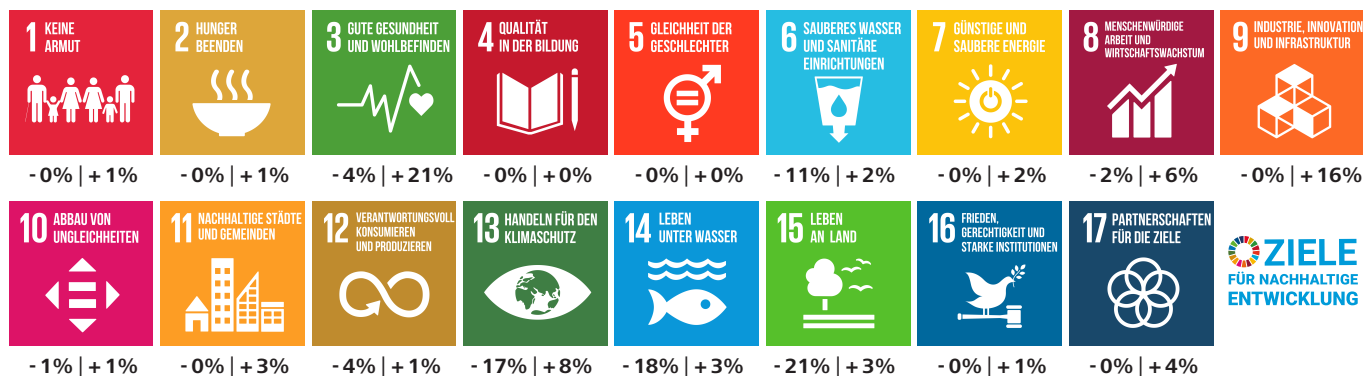 1 KEINE
ARMUT
2 HUNGER
BEENDEN
3 GUTE GESUNDHEIT
UND WOHLBEFINDEN
4 QUALITÄT
IN DER BILDUNG
5 GLEICHHEIT DER
GESCHLECHTER
6 SAUBERES WASSER
UND SANITÄRE
EINRICHTUNGEN
7 GÜNSTIGE UND
SAUBERE ENERGIE
8 MENSCHENWÜRDIGE
ARBEIT UND
WIRTSCHAFTSWACHSTUM
9 INDUSTRIE, INNOVATION
UND INFRASTRUKTUR
-0% | +1%
-0% | +1%
-4% | +21%
-0% | +0%
-0% | +0%
-11% | +2%
-0% | +2%
-2% | +6%
-0% | +16%
10 ABBAU VON
UNGLEICHHEITEN
11 NACHHALTIGE STÄDTE
UND GEMEINDEN
12 VERANTWORTUNGSVOLL
KONSUMIEREN
UND PRODUZIEREN
13 HANDELN FÜR DEN
KLIMASCHUTZ
14 LEBEN
UNTER WASSER
15 LEBEN
AN LAND
16 FRIEDEN,
GERECHTIGKEIT UND
STARKE INSTITUTIONEN
17 PARTNERSCHAFTEN
FÜR DIE ZIELE
ZIELE
FÜR NACHHALTIGE
ENTWICKLUNG
-1% | +1%
-0% | +3%
-4% | +1%
-17% | +8%
-18% | +3%
-21% | +3%
-0% | +1%
-0% | +4%